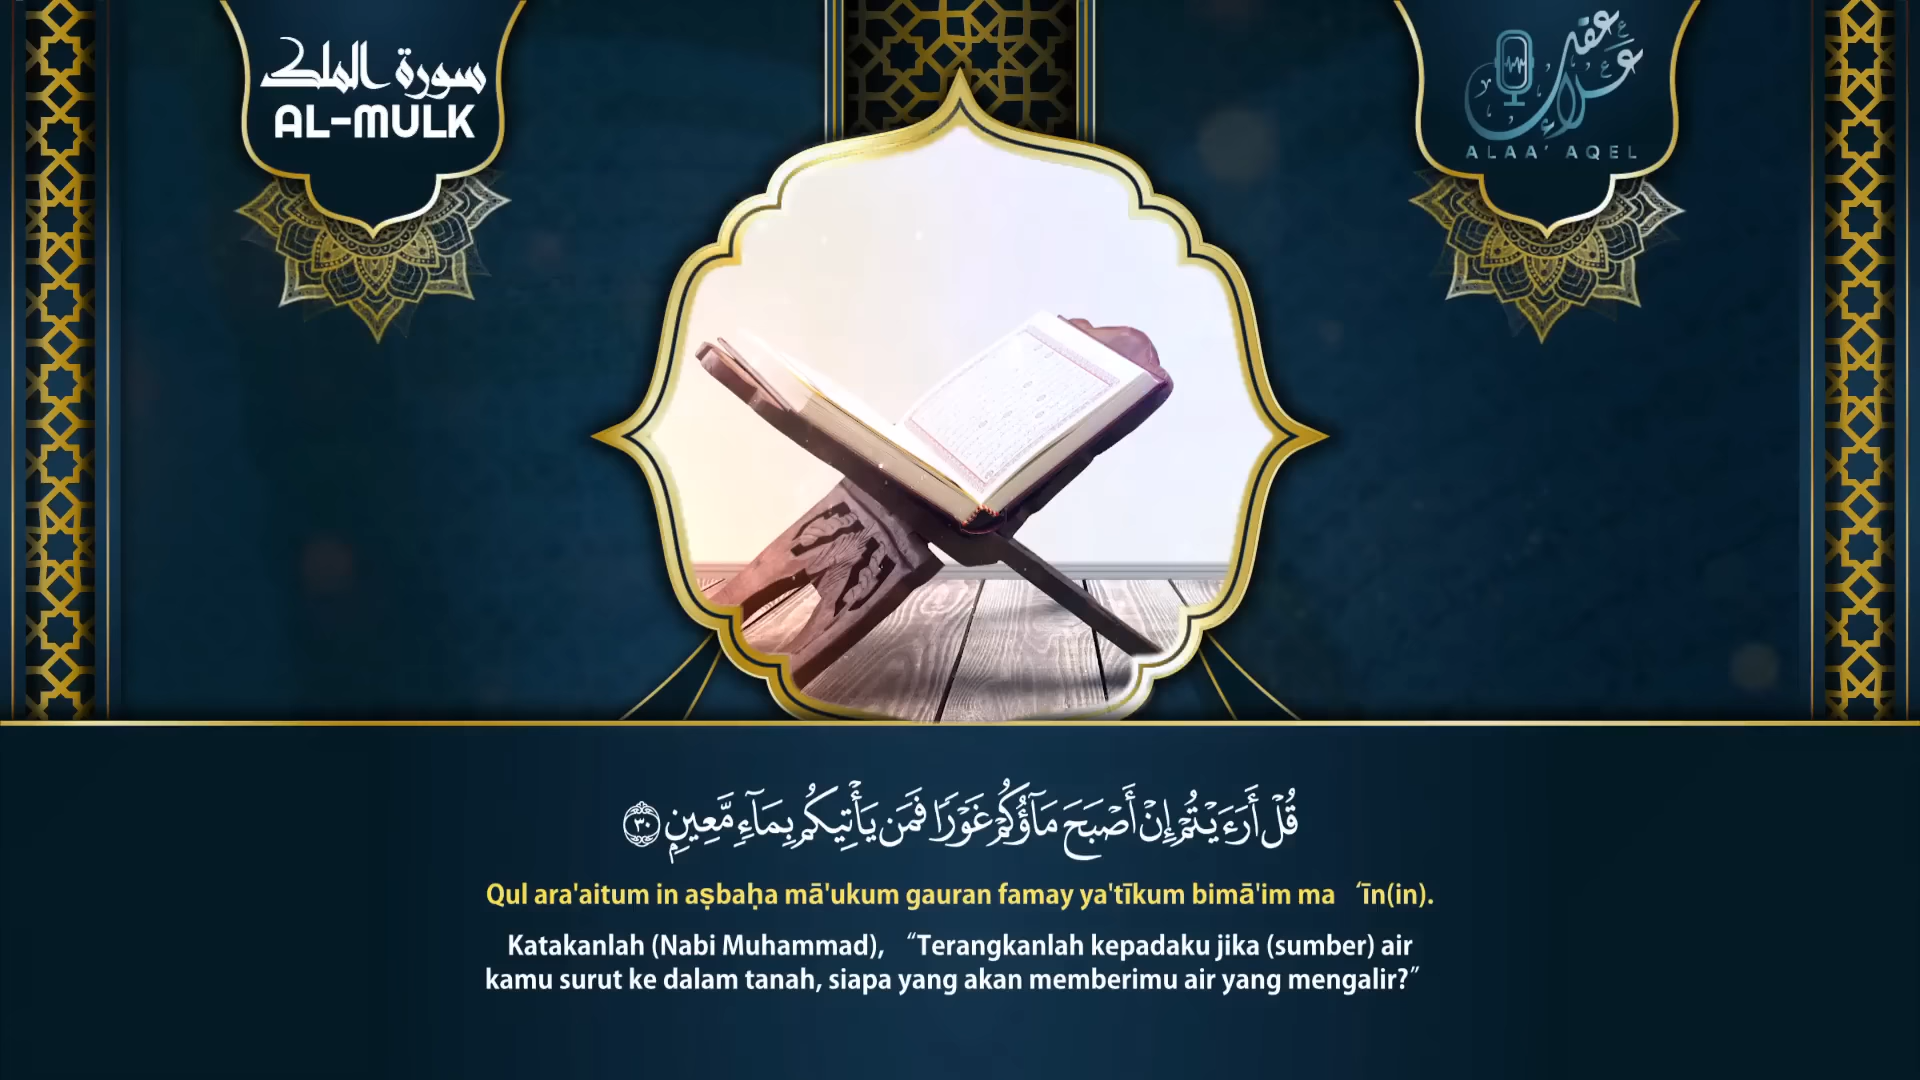 سورة الملك
AL-MULK
علاء عقل
ALAA' AQEL
قُلْ أَرَءَيْتُمْ إِنْ أَصْبَحَ مَآؤُكُمْ غَوْرًا فَمَن يَأْتِيكُم بِمَآءٍ مَّعِينٍۭ ٣٠
Qul ara'aitum in aṣbaḥa mā'ukum gauran famay ya'tīkum bimā'im ma ‘īn(in).
Katakanlah (Nabi Muhammad), “Terangkanlah kepadaku jika (sumber) air
kamu surut ke dalam tanah, siapa yang akan memberimu air yang mengalir?”